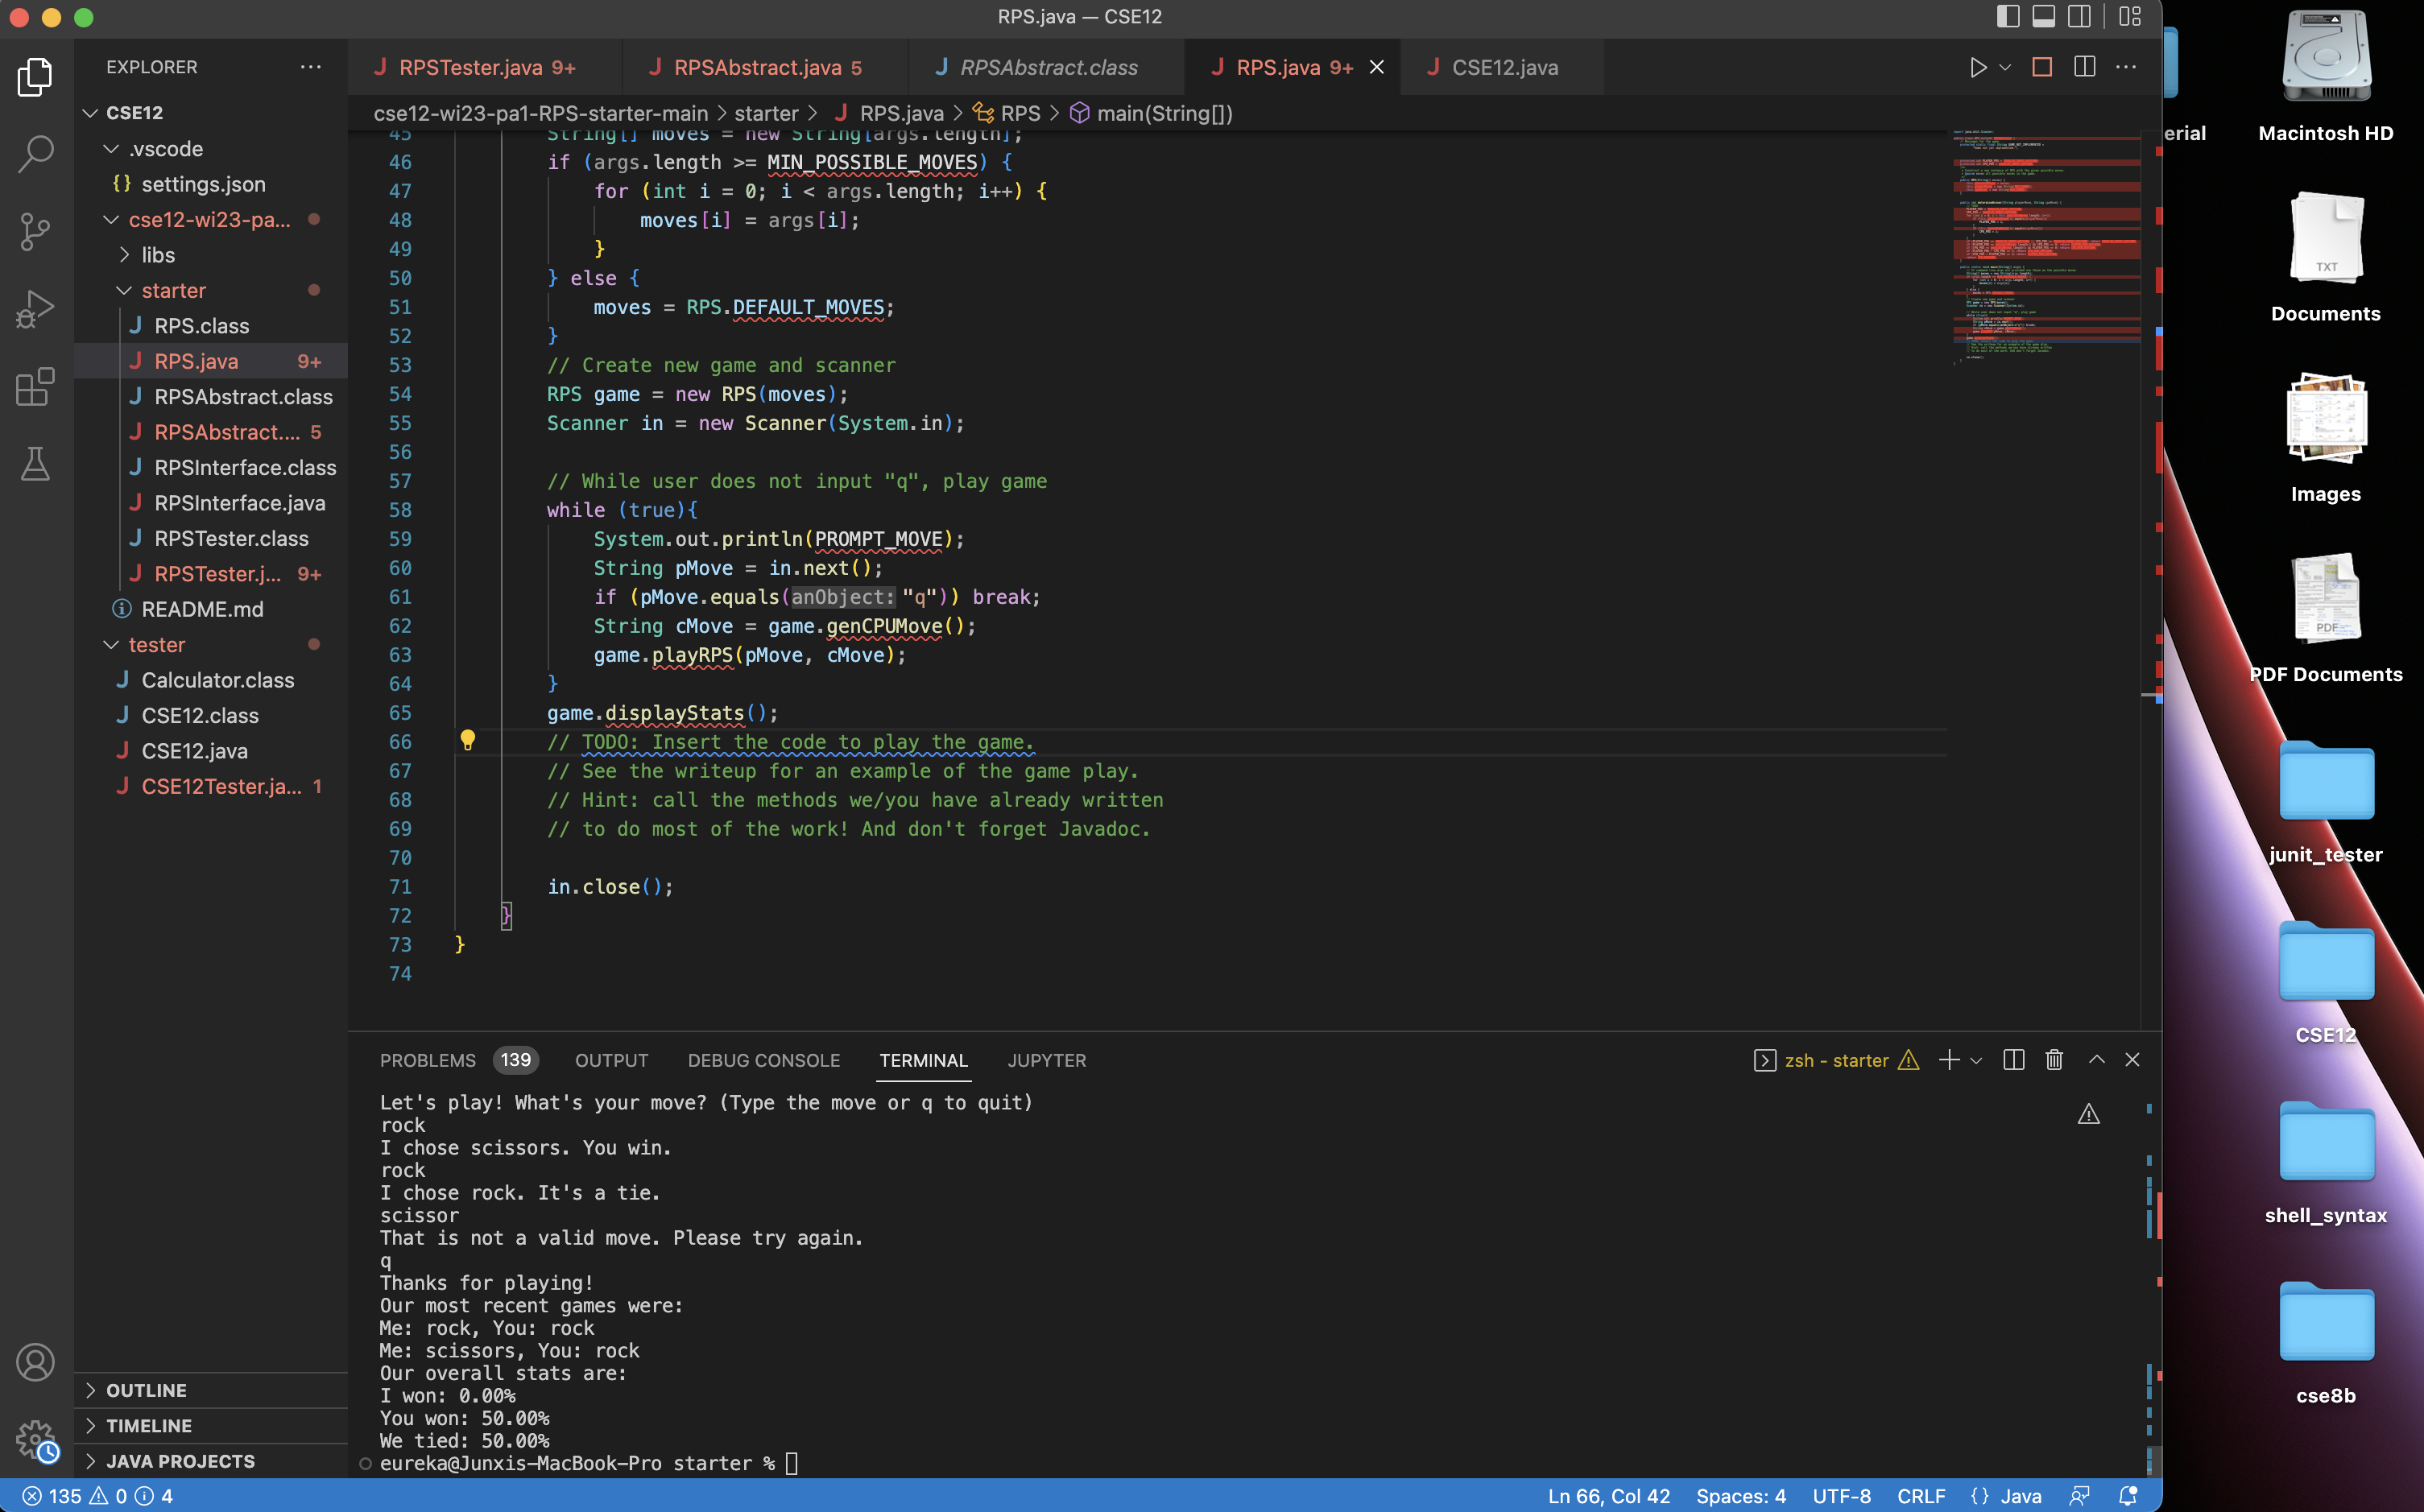 RPS.java — CSE12
EXPLORER
RPSTester.java 9+
RPSAbstract.java 5
RPSAbstract.class
RPS.java 9+
CSE12.java
cse12-wi23-pa1-RPS-starter-main > starter > RPS.java > RPS > main(String[])
CSE12
.vscode
{} settings.json
cse12-wi23-pa...
libs
starter
RPS.class
RPS.java 9+
RPSAbstract.class
RPSAbstract.... 5
RPSInterface.class
RPSInterface.java
RPSTester.class
RPSTester.j... 9+
README.md
tester
Calculator.class
CSE12.class
CSE12.java
CSE12Tester.ja... 1
OUTLINE
TIMELINE
JAVA PROJECTS
45 String[] moves = new String[args.length];
46 if (args.length >= MIN_POSSIBLE_MOVES) {
47 for (int i = 0; i < args.length; i++) {
48 moves[i] = args[i];
49 }
50 } else {
51 moves = RPS.DEFAULT_MOVES;
52 }
53 // Create new game and scanner
54 RPS game = new RPS(moves);
55 Scanner in = new Scanner(System.in);
56
57 // While user does not input "q", play game
58 while (true){
59 System.out.println(PROMPT_MOVE);
60 String pMove = in.next();
61 if (pMove.equals(anObject: "q")) break;
62 String cMove = game.genCPUMove();
63 game.playRPS(pMove, cMove);
64 }
65 game.displayStats();
66 // TODO: Insert the code to play the game.
67 // See the writeup for an example of the game play.
68 // Hint: call the methods we/you have already written
69 // to do most of the work! And don't forget Javadoc.
70
71 in.close();
72 }
73 }
74
PROBLEMS 139 OUTPUT DEBUG CONSOLE TERMINAL JUPYTER
zsh - starter
Let's play! What's your move? (Type the move or q to quit)
rock
I chose scissors. You win.
rock
I chose rock. It's a tie.
scissor
That is not a valid move. Please try again.
q
Thanks for playing!
Our most recent games were:
Me: rock, You: rock
Me: scissors, You: rock
Our overall stats are:
I won: 0.00%
You won: 50.00%
We tied: 50.00%
eureka@Junxis-MacBook-Pro starter %
135 0 4
Ln 66, Col 42 Spaces: 4 UTF-8 CRLF {} Java
erial
Macintosh HD
TXT
Documents
Images
PDF
PDF Documents
junit_tester
CSE12
shell_syntax
cse8b